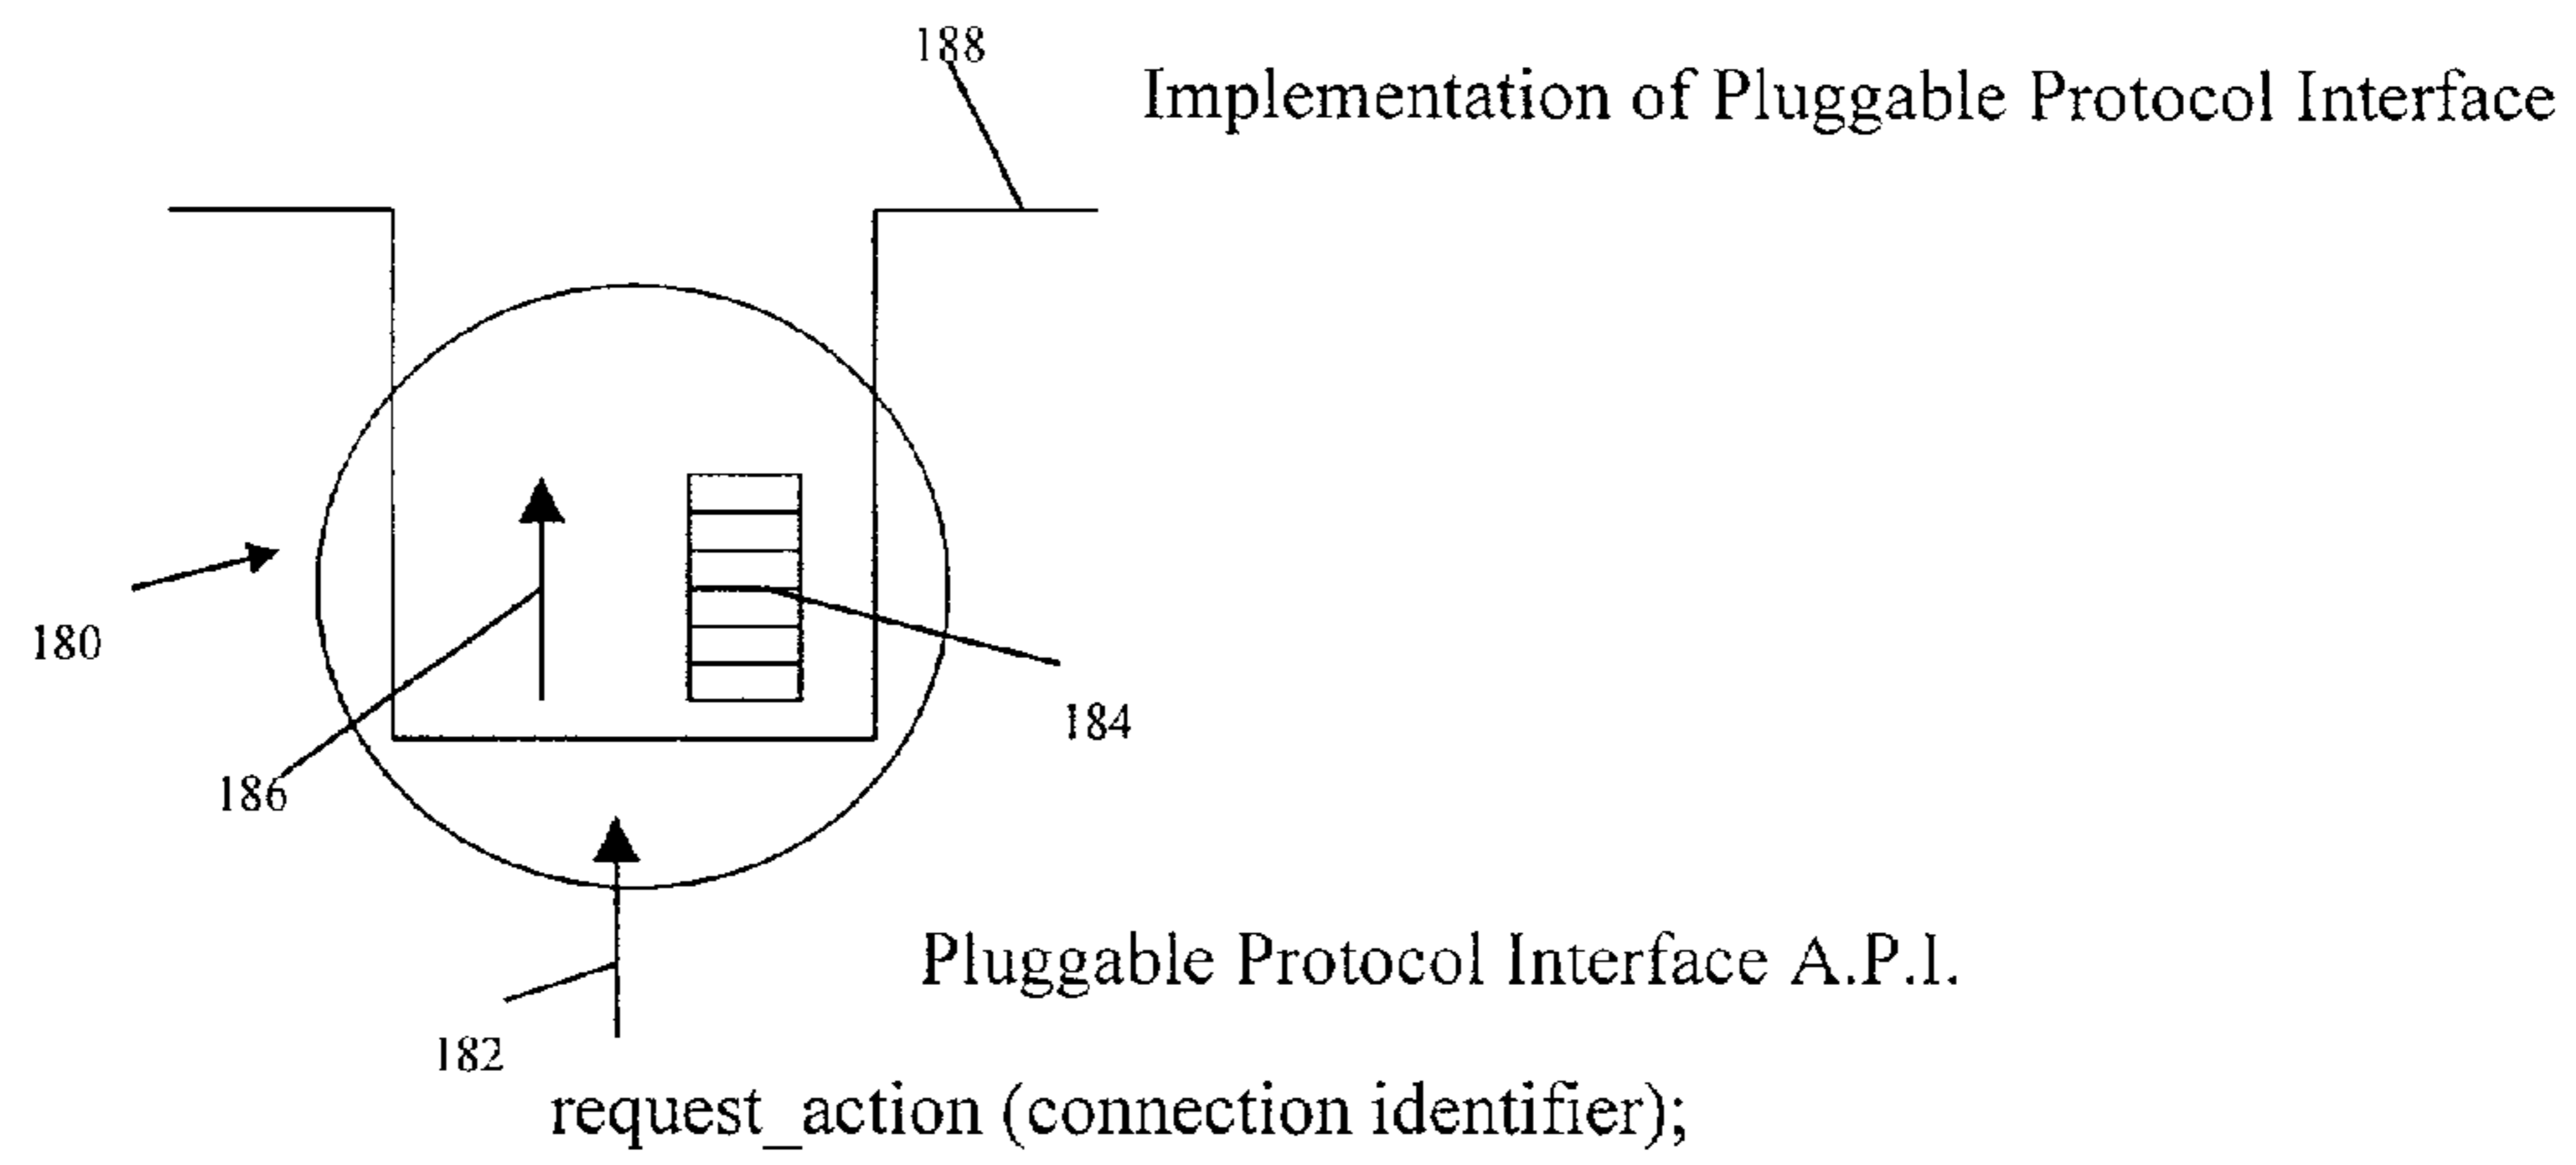 188
Implementation of Pluggable Protocol Interface
180
184
186
Pluggable Protocol Interface A.P.I.
182
request_action (connection identifier);